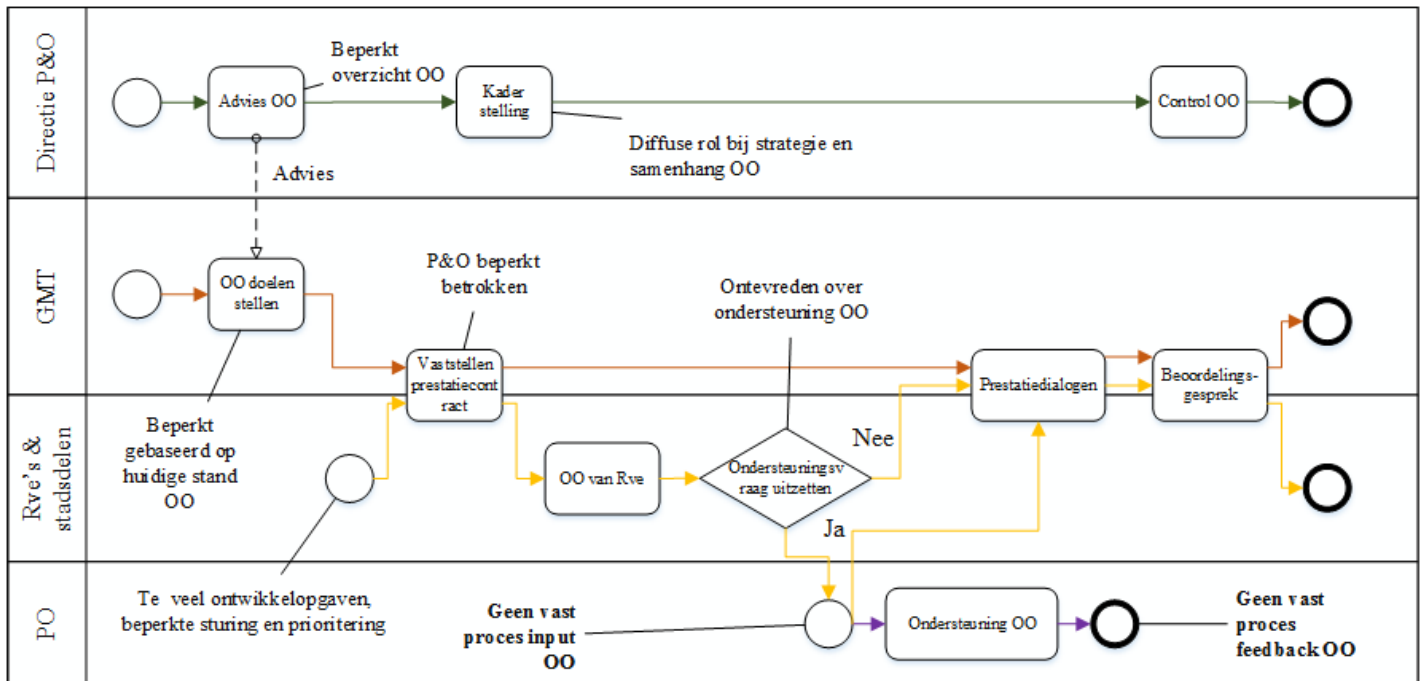 Directie P&O
Advies OO
Beperkt
overzicht OO
Kader
stelling
Diffuse rol bij strategie en
samenhang OO
Control OO
Advies
GMT
OO doelen
stellen
P&O beperkt
betrokken
Ontevreden over
ondersteuning OO
Vaststellen
prestatiecont
ract
Prestatiedialogen
Beoordelings-
gesprek
Rve's &
stadsdelen
Beperkt
gebaseerd op
huidige stand
OO
OO van Rve
Ondersteuningsv
raag uitzetten
Nee
Ja
PO
Te veel ontwikkelopgaven,
beperkte sturing en prioritering
Geen vast
proces input
OO
Ondersteuning OO
Geen vast
proces
feedback OO